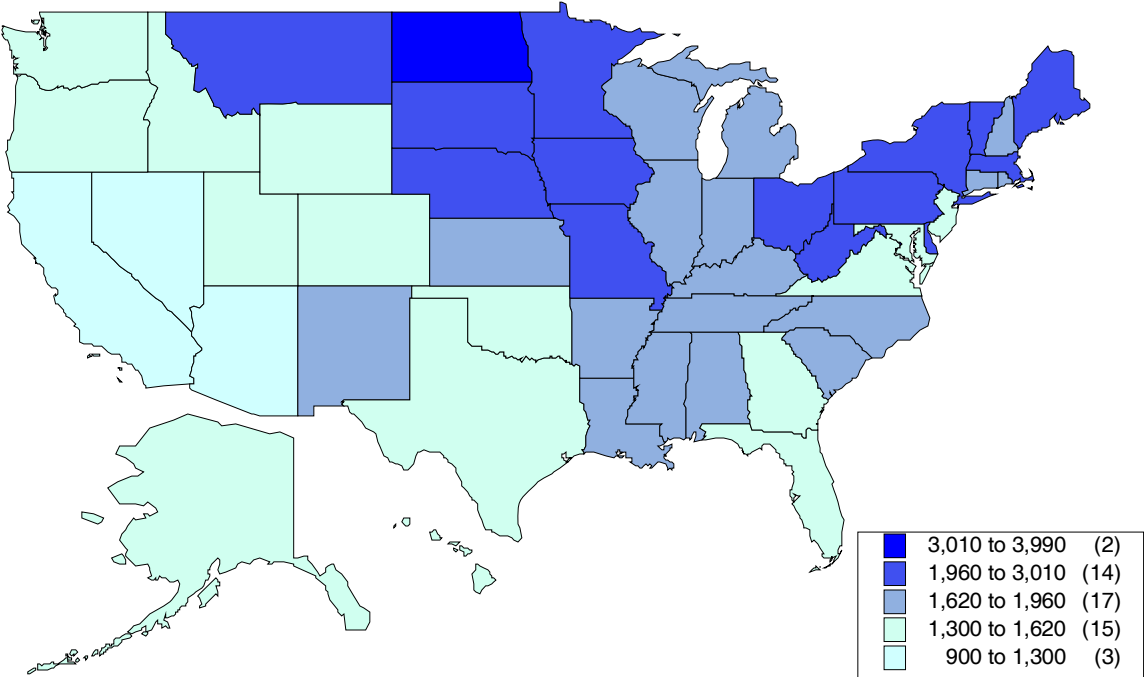 3,010 to 3,990 (2)
1,960 to 3,010 (14)
1,620 to 1,960 (17)
1,300 to 1,620 (15)
900 to 1,300 (3)